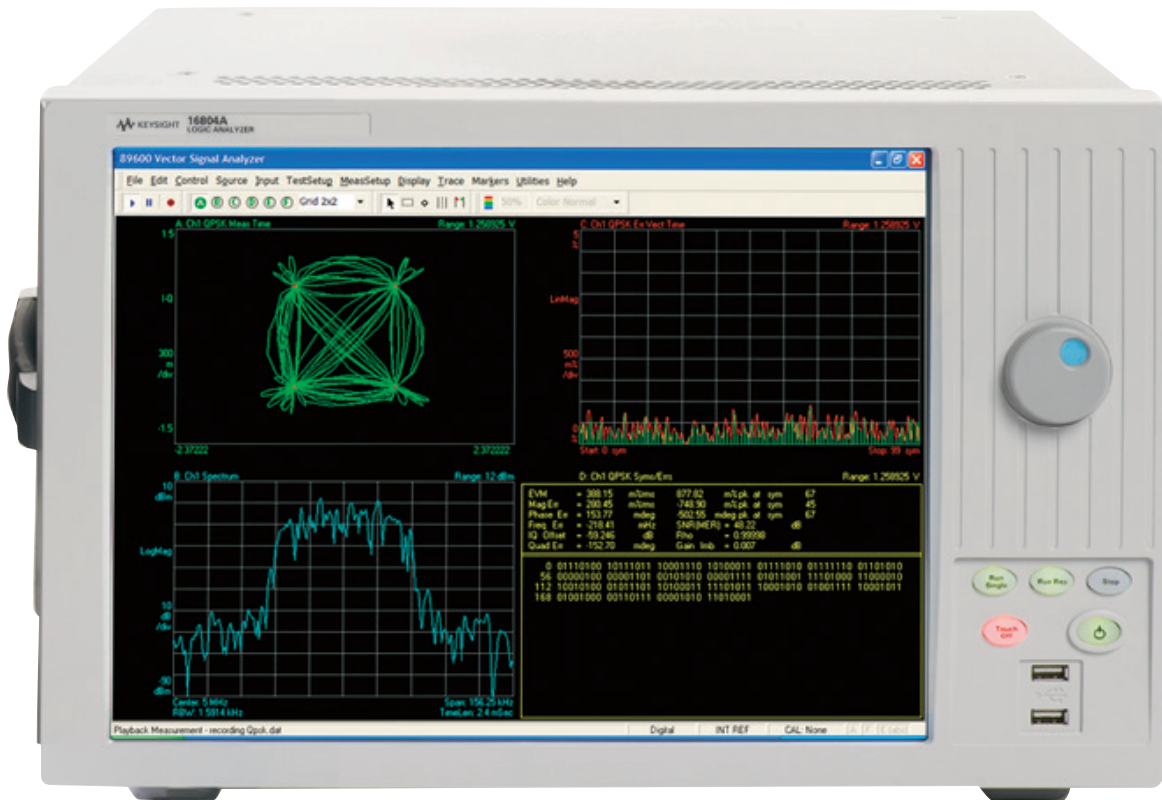 KEYSIGHT 16804A
LOGIC ANALYZER
89600 Vector Signal Analyzer
File Edit Control Source Input TestSetup MeasSetup Display Trace Markers Utilities Help
A B C D E F Grid 2x2 50% Color Normal
A: Ch1 QPSK Meas Time Range: 1.258925 V
1.5
I-Q
300
m
/div
-1.5
-2.37222 2.372222
C: Ch1 QPSK Err Vect Time Range: 1.258925 V
LinMag
500
m%
/div
Start: 0 sym Stop: 99 sym
B: Ch1 Spectrum Range: 12 dBm
10
dBm
LogMag
10
dB
/div
-90
dBm
Center: 5 MHz Span: 156.25 kHz
RBW: 1.5914 kHz TimeLen: 2.4 mSec
D: Ch1 QPSK Syms/Errs Range: 1.258925 V
EVM = 388.15 m%rms 877.82 m% pk at sym 67
Mag Err = 280.45 m%rms -748.90 m% pk at sym 45
Phase Err = 153.77 mdeg -502.55 mdeg pk at sym 67
Freq Err = -218.41 mHz SNR(MER) = 48.22 dB
IQ Offset = -59.246 dB Rho = 0.99998
Quad Err = -152.70 mdeg Gain Imb = 0.007 dB
0 01110100 10111011 10001110 10100011 01111010 01111110 01101010
56 00000100 00001101 00101010 00001111 01011001 11101000 11000010
112 10010100 01011101 10100011 11101011 10001010 01001111 10001011
168 01001000 00110111 00001010 11010001
Playback Measurement - recording Qpsk.dat Digital INT REF CAL: None
Run
Single
Run Rep
Stop
Touch
Off